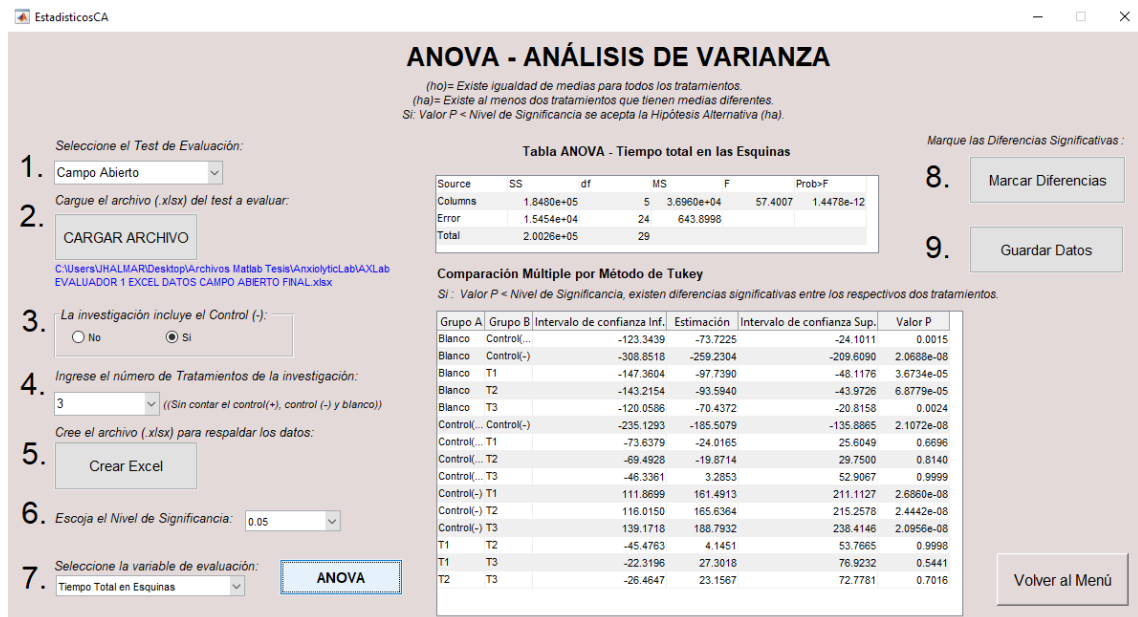 EstadisticosCA
ANOVA - ANÁLISIS DE VARIANZA
(ho)= Existe igualdad de medias para todos los tratamientos.
(ha)= Existe al menos dos tratamientos que tienen medias diferentes.
Si: Valor P < Nivel de Significancia se acepta la Hipótesis Alternativa (ha).
1.
Seleccione el Test de Evaluación:
Campo Abierto
2.
Cargue el archivo (.xlsx) del test a evaluar:
CARGAR ARCHIVO
C:\Users\JHALMAR\Desktop\Archivos Matlab Tesis\AnxiolyticLab\AXLab
EVALUADOR 1 EXCEL DATOS CAMPO ABIERTO FINAL.xlsx
3.
La investigación incluye el Control (-):
No Si
4.
Ingrese el número de Tratamientos de la investigación:
3 ((Sin contar el control(+), control (-) y blanco))
5.
Cree el archivo (.xlsx) para respaldar los datos:
Crear Excel
6.
Escoja el Nivel de Significancia: 0.05
7.
Seleccione la variable de evaluación:
Tiempo Total en Esquinas
ANOVA
Tabla ANOVA - Tiempo total en las Esquinas
Source SS df MS F Prob>F
Columns 1.8480e+05 5 3.6960e+04 57.4007 1.4478e-12
Error 1.5454e+04 24 643.8998
Total 2.0026e+05 29
Comparación Múltiple por Método de Tukey
Si : Valor P < Nivel de Significancia, existen diferencias significativas entre los respectivos dos tratamientos.
Grupo A Grupo B Intervalo de confianza Inf. Estimación Intervalo de confianza Sup. Valor P
Blanco Control(... -123.3439 -73.7225 -24.1011 0.0015
Blanco Control(-) -308.8518 -259.2304 -209.6090 2.0688e-08
Blanco T1 -147.3604 -97.7390 -48.1176 3.6734e-05
Blanco T2 -143.2154 -93.5940 -43.9726 6.8779e-05
Blanco T3 -120.0586 -70.4372 -20.8158 0.0024
Control(... Control(-) -235.1293 -185.5079 -135.8865 2.1072e-08
Control(... T1 -73.6379 -24.0165 25.6049 0.6696
Control(... T2 -69.4928 -19.8714 29.7500 0.8140
Control(... T3 -46.3361 3.2853 52.9067 0.9999
Control(-) T1 111.8699 161.4913 211.1127 2.6860e-08
Control(-) T2 116.0150 165.6364 215.2578 2.4442e-08
Control(-) T3 139.1718 188.7932 238.4146 2.0956e-08
T1 T2 -45.4763 4.1451 53.7665 0.9998
T1 T3 -22.3196 27.3018 76.9232 0.5441
T2 T3 -26.4647 23.1567 72.7781 0.7016
Marque las Diferencias Significativas :
8.
Marcar Diferencias
9.
Guardar Datos
Volver al Menú